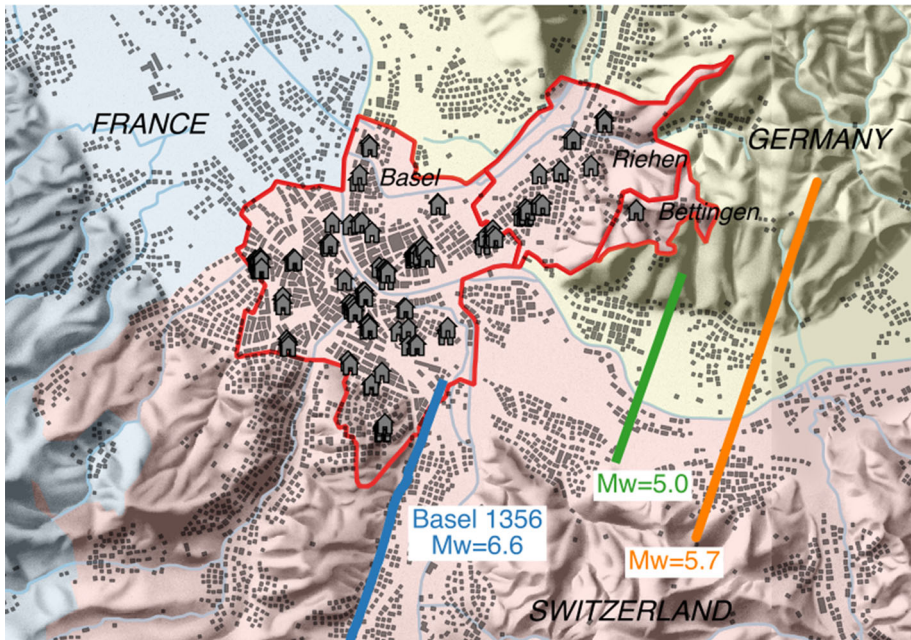 FRANCE
GERMANY
Riehen
Basel
Bettingen
Mw=5.0
Basel 1356
Mw=6.6
Mw=5.7
SWITZERLAND